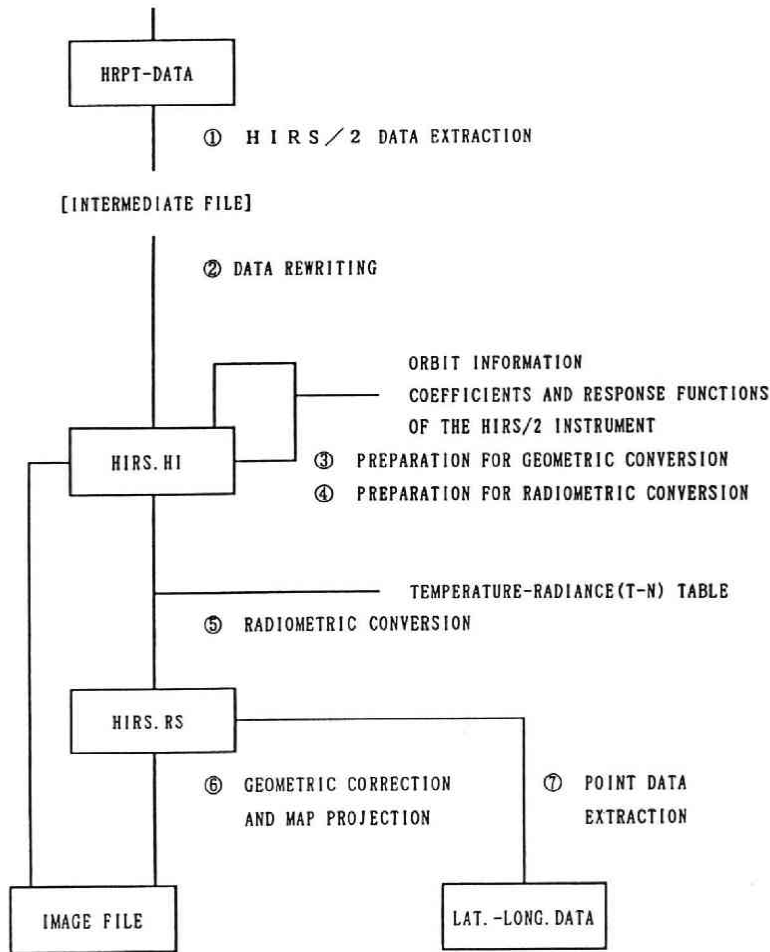 HRPT-DATA
① HIRS/2 DATA EXTRACTION
[INTERMEDIATE FILE]
② DATA REWRITING
ORBIT INFORMATION
COEFFICIENTS AND RESPONSE FUNCTIONS
OF THE HIRS/2 INSTRUMENT
HIRS.HI
③ PREPARATION FOR GEOMETRIC CONVERSION
④ PREPARATION FOR RADIOMETRIC CONVERSION
TEMPERATURE-RADIANCE(T-N) TABLE
⑤ RADIOMETRIC CONVERSION
HIRS.RS
⑥ GEOMETRIC CORRECTION
AND MAP PROJECTION
⑦ POINT DATA
EXTRACTION
IMAGE FILE
LAT.-LONG.DATA